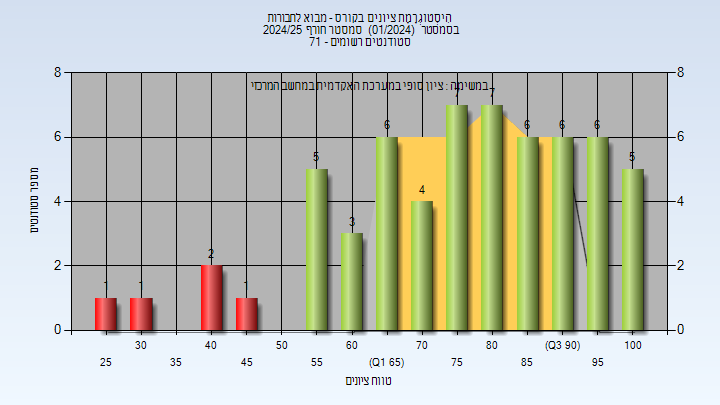 היסטוגרמת ציונים בקורס - מבוא לחבורות
בסמסטר (01/2024) סמסטר חורף 2024/25
סטודנטים רשומים - 71
במשימה : ציון סופי במערכת האקדמית במחשב המרכזי
מספר סטודנטים
8 8
6 6
4 4
2 2
0 0
1 1 2 1 5 3 6 4 7 7 6 6 6 5
30 40 50 60 70 80 (Q3 90) 100
25 35 45 55 (Q1 65) 75 85 95
טווח ציונים